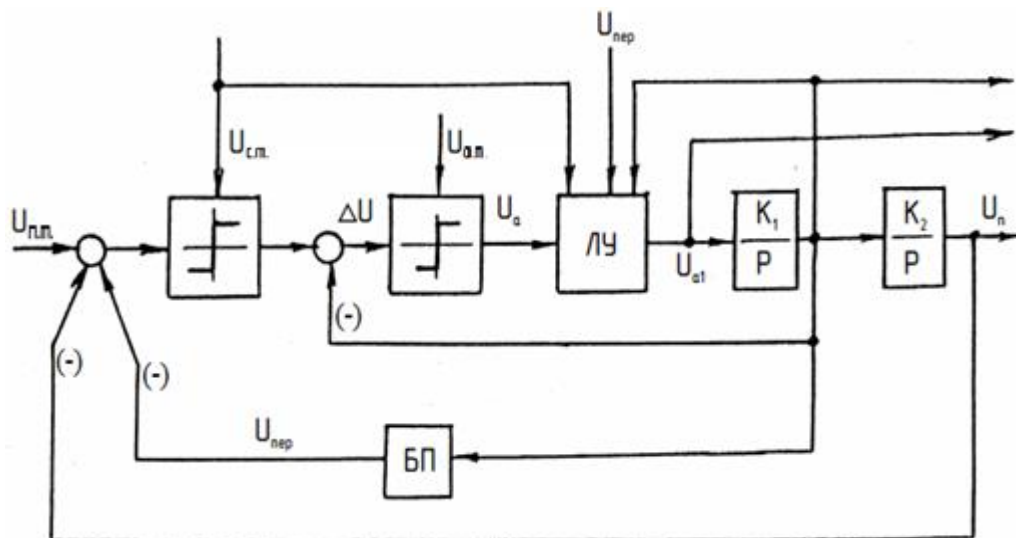 Uпер
Uс.т.
Uа.п.
Uп.т.
ΔU
Uа
ЛУ
Uа1
K1
P
K2
P
Uп
(-)
(-)
(-)
Uпер
БП